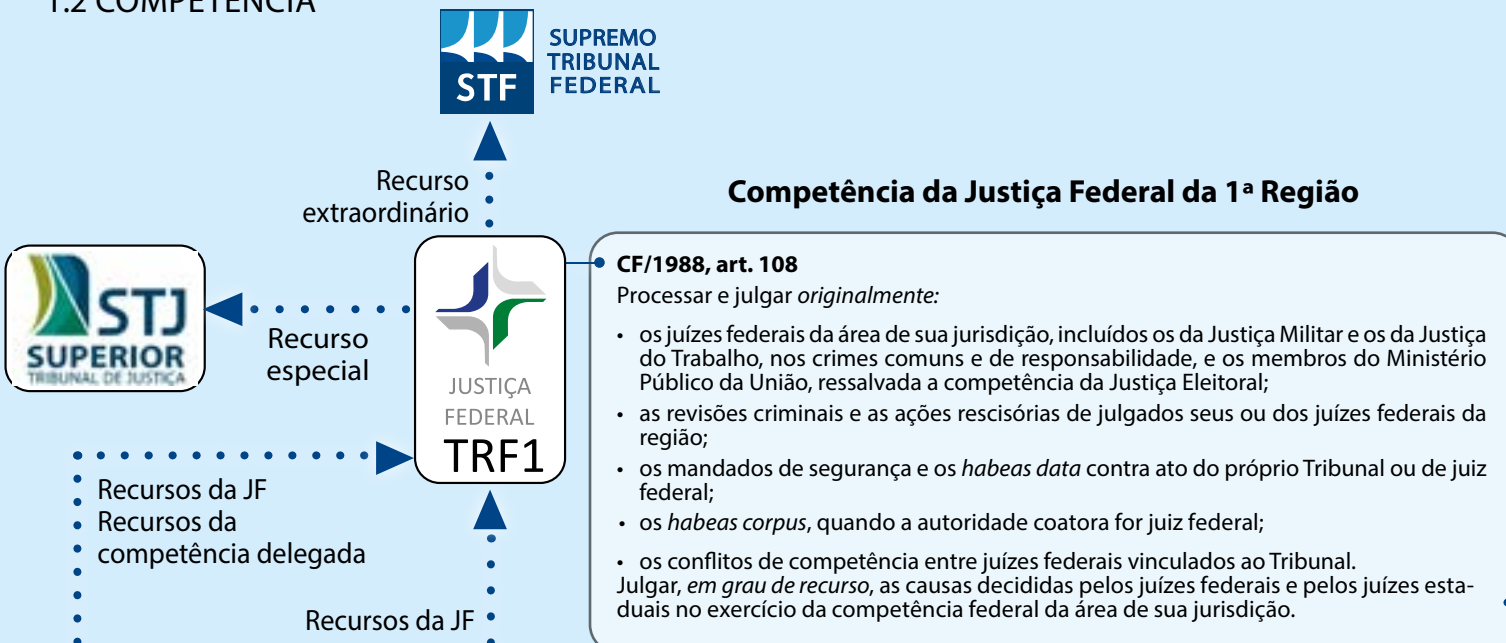 1.2 COMPETÊNCIA
STF
SUPREMO
TRIBUNAL
FEDERAL
Recurso
extraordinário
Competência da Justiça Federal da 1ª Região
STJ
SUPERIOR
TRIBUNAL DE JUSTIÇA
Recurso
especial
JUSTIÇA
FEDERAL
TRF1
CF/1988, art. 108
Processar e julgar originalmente:
• os juízes federais da área de sua jurisdição, incluídos os da Justiça Militar e os da Justiça
do Trabalho, nos crimes comuns e de responsabilidade, e os membros do Ministério
Público da União, ressalvada a competência da Justiça Eleitoral;
• as revisões criminais e as ações rescisórias de julgados seus ou dos juízes federais da
região;
• os mandados de segurança e os habeas data contra ato do próprio Tribunal ou de juiz
federal;
• os habeas corpus, quando a autoridade coatora for juiz federal;
• os conflitos de competência entre juízes federais vinculados ao Tribunal.
Julgar, em grau de recurso, as causas decididas pelos juízes federais e pelos juízes esta-
duais no exercício da competência federal da área de sua jurisdição.
Recursos da JF
Recursos da
competência delegada
Recursos da JF